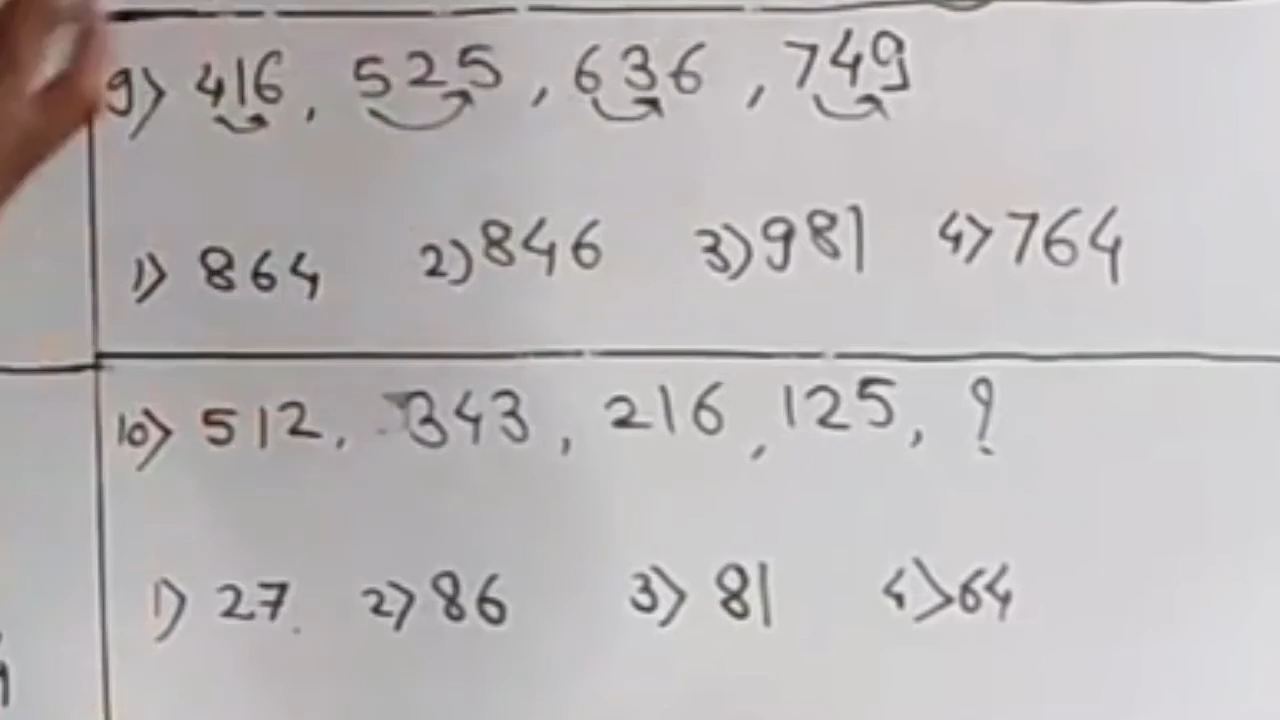 9> 416, 525, 636, 749
1> 864 2) 846 3) 981 4> 764
10> 512, 343, 216, 125, ?
1) 27. 2> 86 3> 81 4> 64